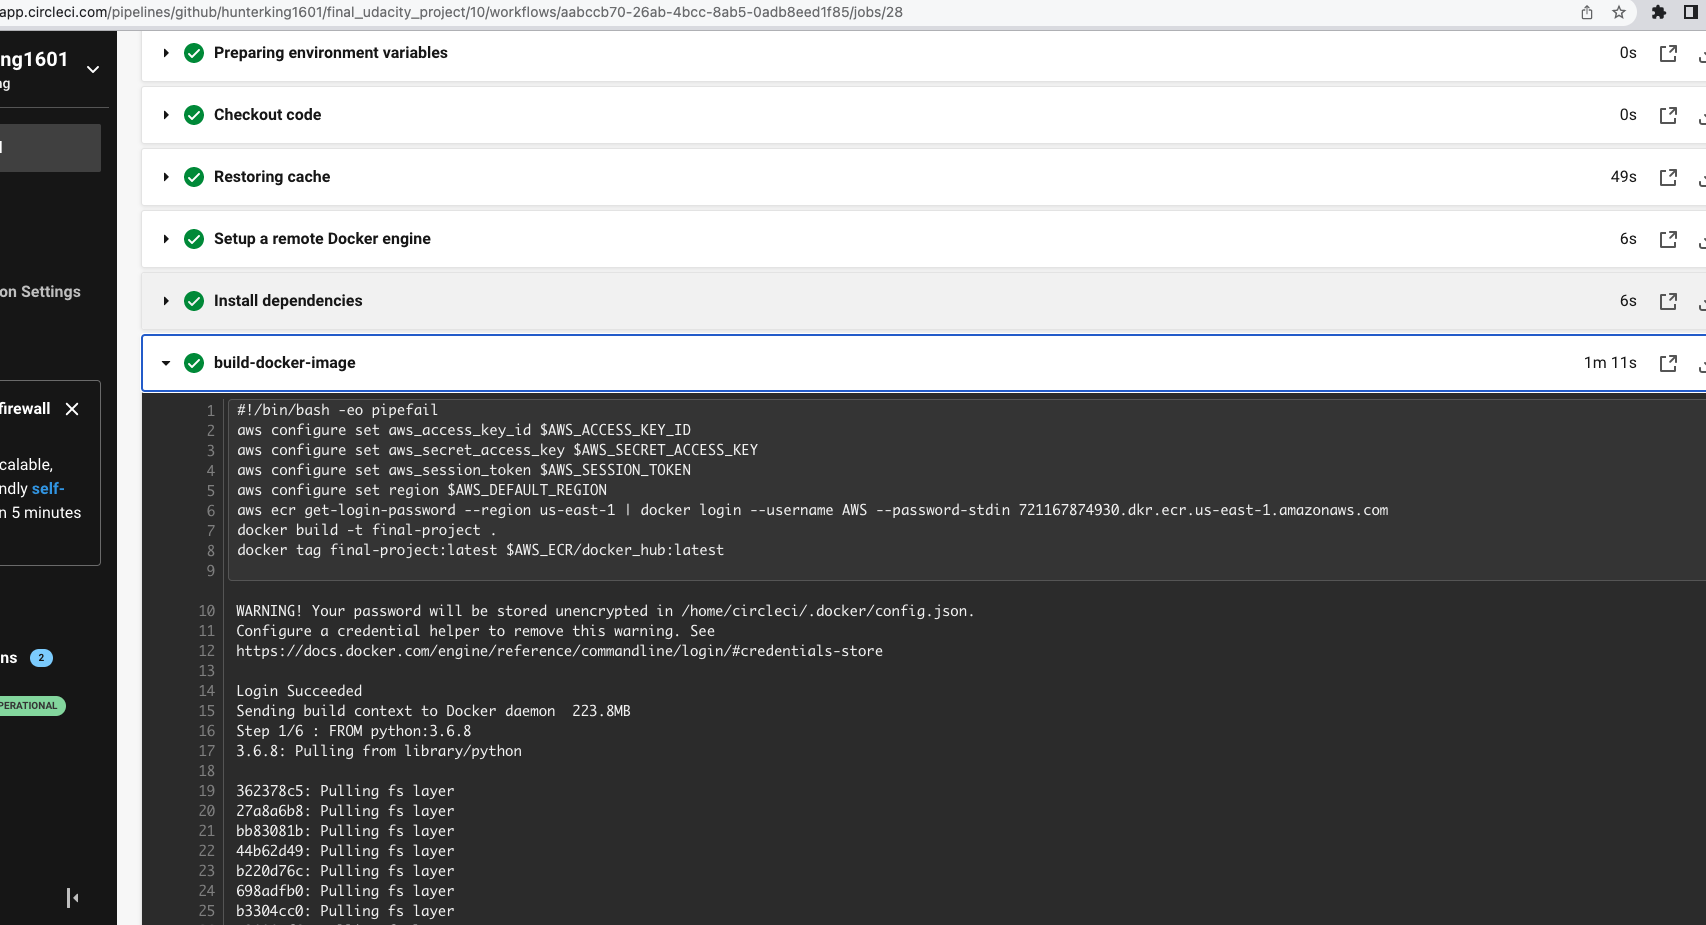 app.circleci.com/pipelines/github/hunterking1601/final_udacity_project/10/workflows/aabccb70-26ab-4bcc-8ab5-0adb8eed1f85/jobs/28
ng1601
ng
on Settings
firewall
calable,
ndly self-
n 5 minutes
ns 2
PERATIONAL
Preparing environment variables 0s
Checkout code 0s
Restoring cache 49s
Setup a remote Docker engine 6s
Install dependencies 6s
build-docker-image 1m 11s
1 #!/bin/bash -eo pipefail
2 aws configure set aws_access_key_id $AWS_ACCESS_KEY_ID
3 aws configure set aws_secret_access_key $AWS_SECRET_ACCESS_KEY
4 aws configure set aws_session_token $AWS_SESSION_TOKEN
5 aws configure set region $AWS_DEFAULT_REGION
6 aws ecr get-login-password --region us-east-1 | docker login --username AWS --password-stdin 721167874930.dkr.ecr.us-east-1.amazonaws.com
7 docker build -t final-project .
8 docker tag final-project:latest $AWS_ECR/docker_hub:latest
9
10 WARNING! Your password will be stored unencrypted in /home/circleci/.docker/config.json.
11 Configure a credential helper to remove this warning. See
12 https://docs.docker.com/engine/reference/commandline/login/#credentials-store
13
14 Login Succeeded
15 Sending build context to Docker daemon  223.8MB
16 Step 1/6 : FROM python:3.6.8
17 3.6.8: Pulling from library/python
18
19 362378c5: Pulling fs layer
20 27a8a6b8: Pulling fs layer
21 bb83081b: Pulling fs layer
22 44b62d49: Pulling fs layer
23 b220d76c: Pulling fs layer
24 698adfb0: Pulling fs layer
25 b3304cc0: Pulling fs layer